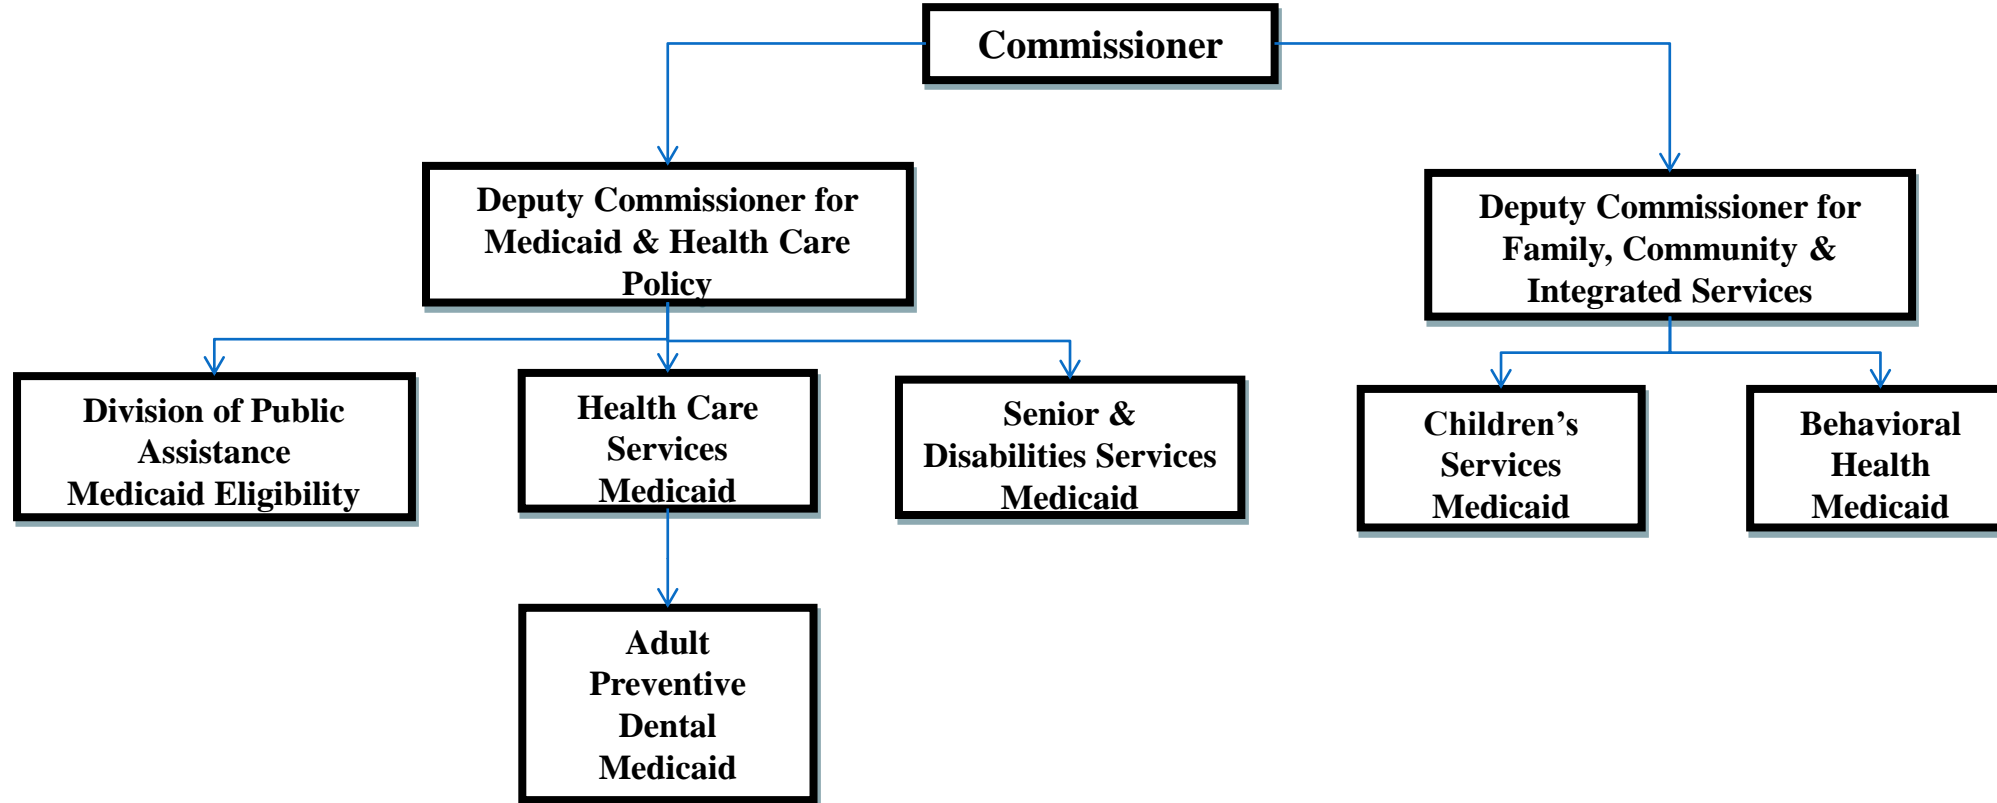 Commissioner
Deputy Commissioner for
Medicaid & Health Care
Policy
Deputy Commissioner for
Family, Community &
Integrated Services
Division of Public
Assistance
Medicaid Eligibility
Health Care
Services
Medicaid
Senior &
Disabilities Services
Medicaid
Children’s
Services
Medicaid
Behavioral
Health
Medicaid
Adult
Preventive
Dental
Medicaid